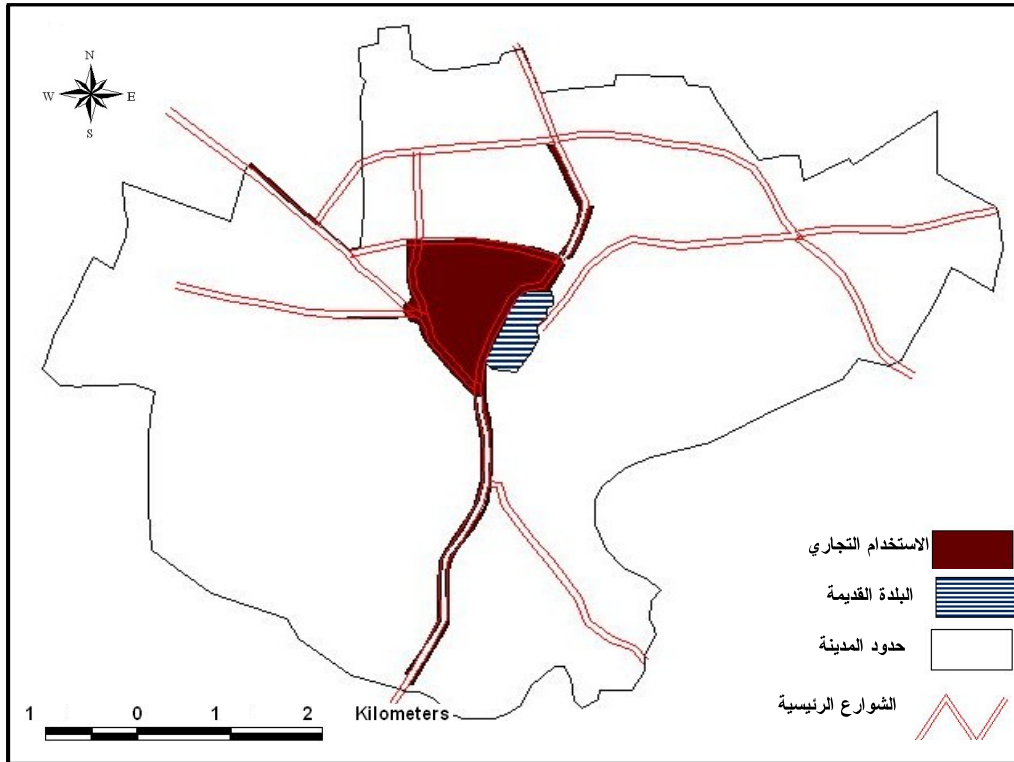 N
W E
S
الاستخدام التجاري
البلدة القديمة
حدود المدينة
الشوارع الرئيسية
1 0 1 2 Kilometers